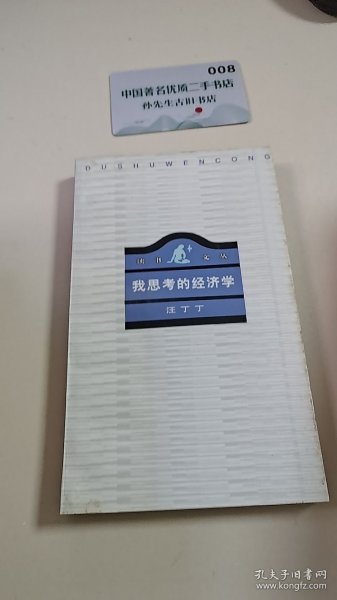 008
中国著名优质二手书店
孙先生古旧书店
DUSHUWENCONG
读书文丛
我思考的经济学
汪丁丁
孔夫子旧书网
www.kongfz.com